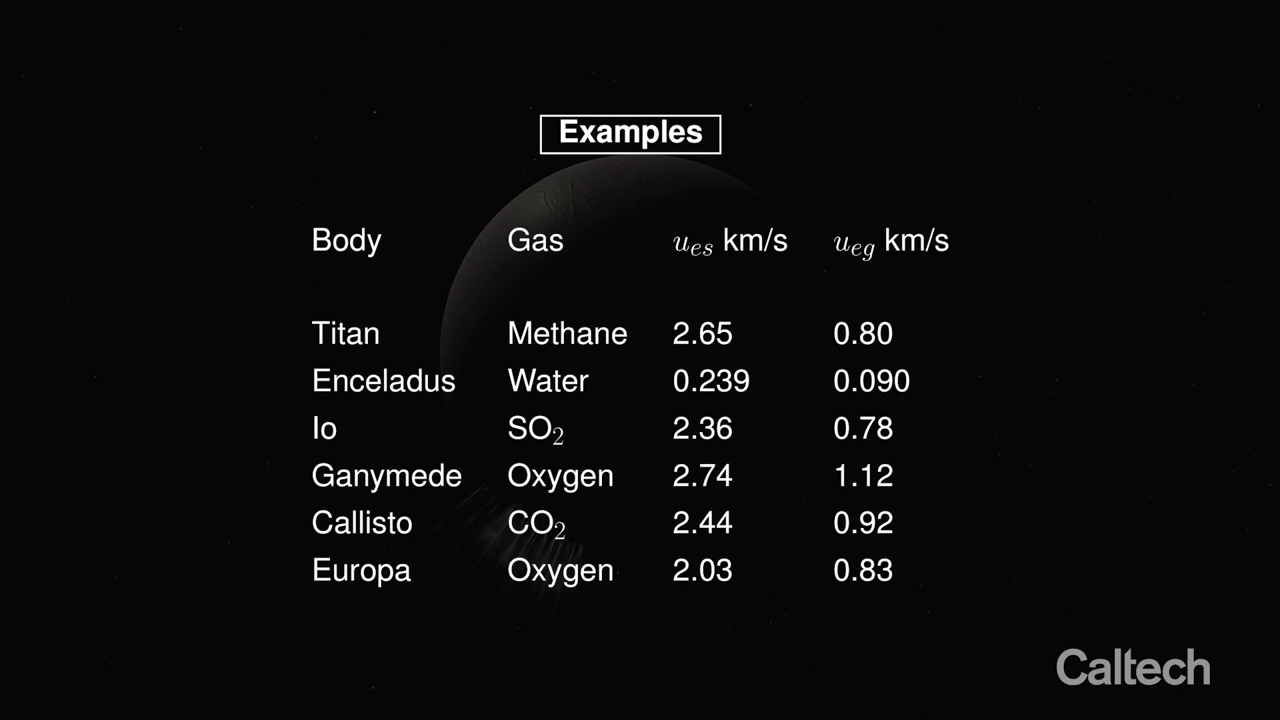 Examples
Body Gas u_es km/s u_eg km/s
Titan Methane 2.65 0.80
Enceladus Water 0.239 0.090
Io SO₂ 2.36 0.78
Ganymede Oxygen 2.74 1.12
Callisto CO₂ 2.44 0.92
Europa Oxygen 2.03 0.83
Caltech